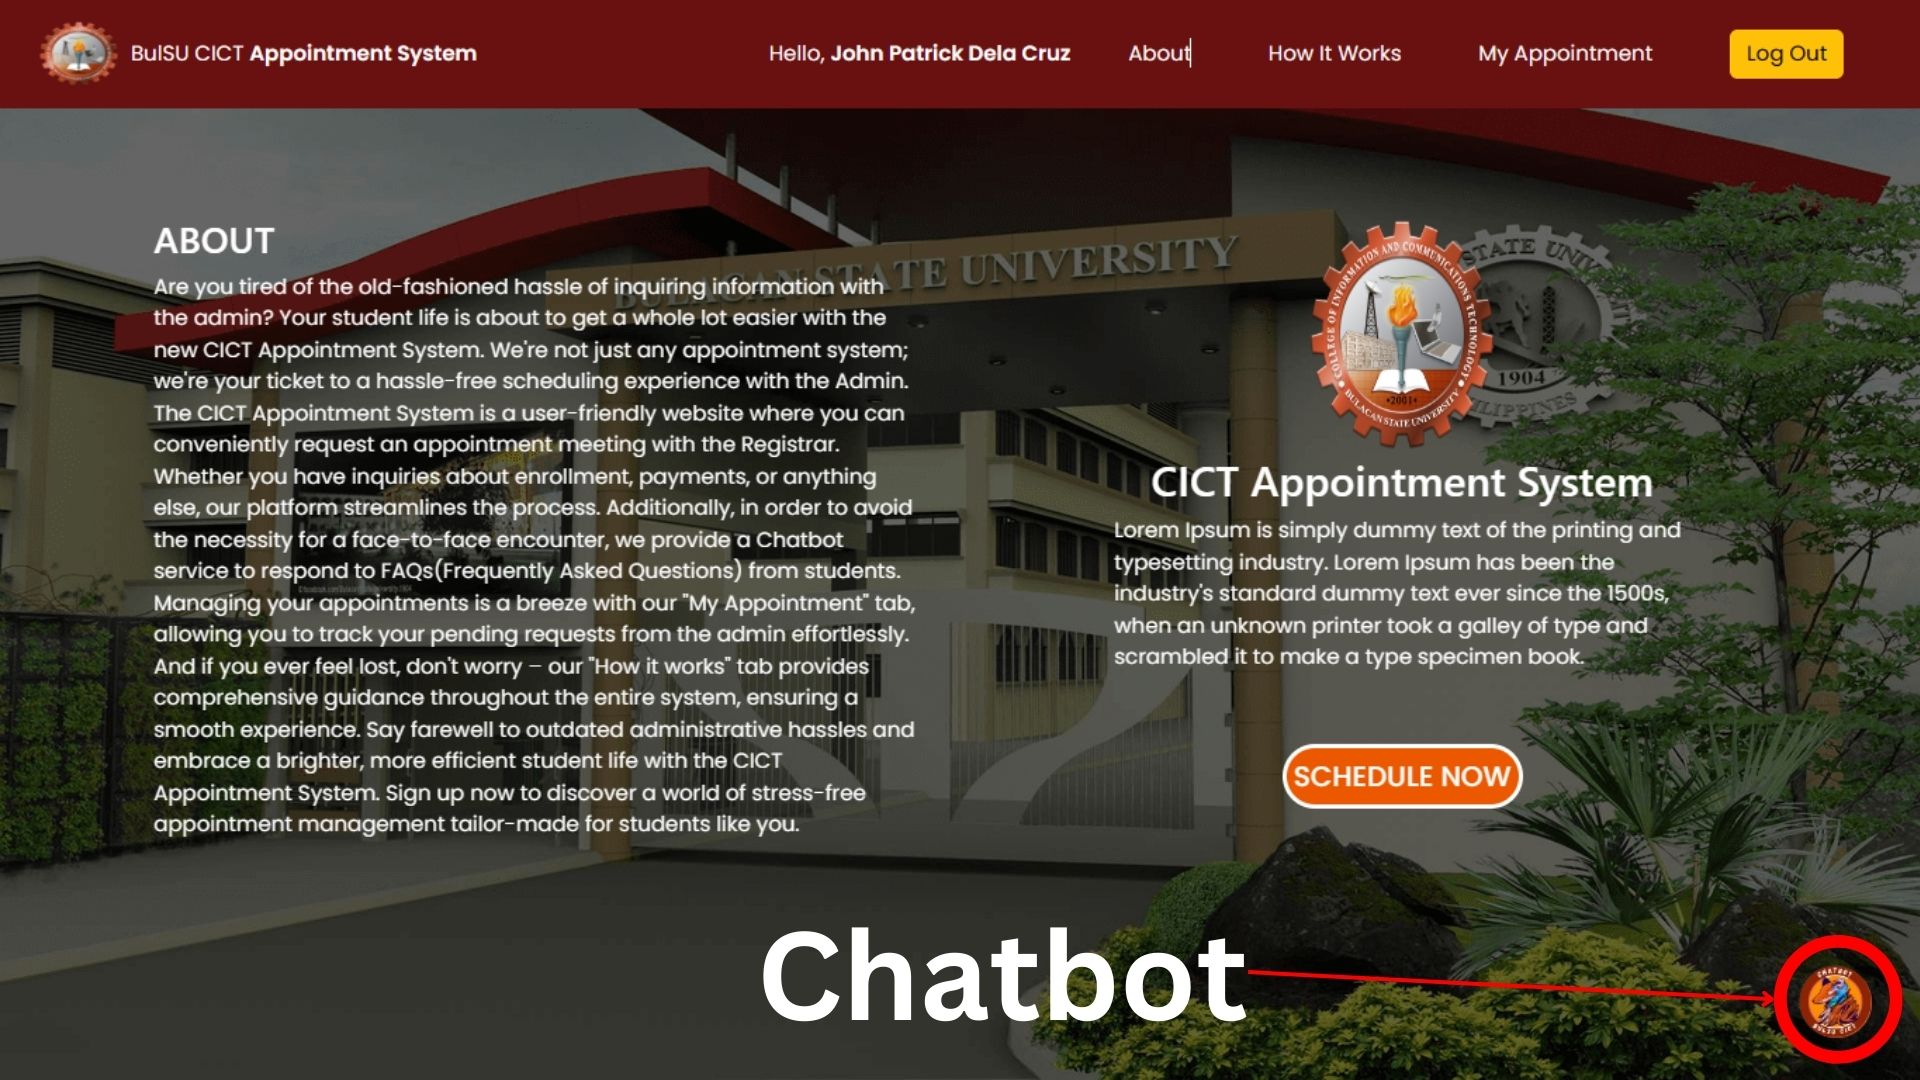 BulSU CICT Appointment System
Hello, John Patrick Dela Cruz
About
How It Works
My Appointment
Log Out
BULACAN STATE UNIVERSITY
ABOUT
Are you tired of the old-fashioned hassle of inquiring information with
the admin? Your student life is about to get a whole lot easier with the
new CICT Appointment System. We're not just any appointment system;
we're your ticket to a hassle-free scheduling experience with the Admin.
The CICT Appointment System is a user-friendly website where you can
conveniently request an appointment meeting with the Registrar.
Whether you have inquiries about enrollment, payments, or anything
else, our platform streamlines the process. Additionally, in order to avoid
the necessity for a face-to-face encounter, we provide a Chatbot
service to respond to FAQs(Frequently Asked Questions) from students.
Managing your appointments is a breeze with our "My Appointment" tab,
allowing you to track your pending requests from the admin effortlessly.
And if you ever feel lost, don't worry – our "How it works" tab provides
comprehensive guidance throughout the entire system, ensuring a
smooth experience. Say farewell to outdated administrative hassles and
embrace a brighter, more efficient student life with the CICT
Appointment System. Sign up now to discover a world of stress-free
appointment management tailor-made for students like you.
COLLEGE OF INFORMATION AND COMMUNICATIONS TECHNOLOGY
•2001•
BULACAN STATE UNIVERSITY
STATE
1904
CICT Appointment System
Lorem Ipsum is simply dummy text of the printing and
typesetting industry. Lorem Ipsum has been the
industry's standard dummy text ever since the 1500s,
when an unknown printer took a galley of type and
scrambled it to make a type specimen book.
SCHEDULE NOW
Chatbot
CHATBOT
BULSU CICT